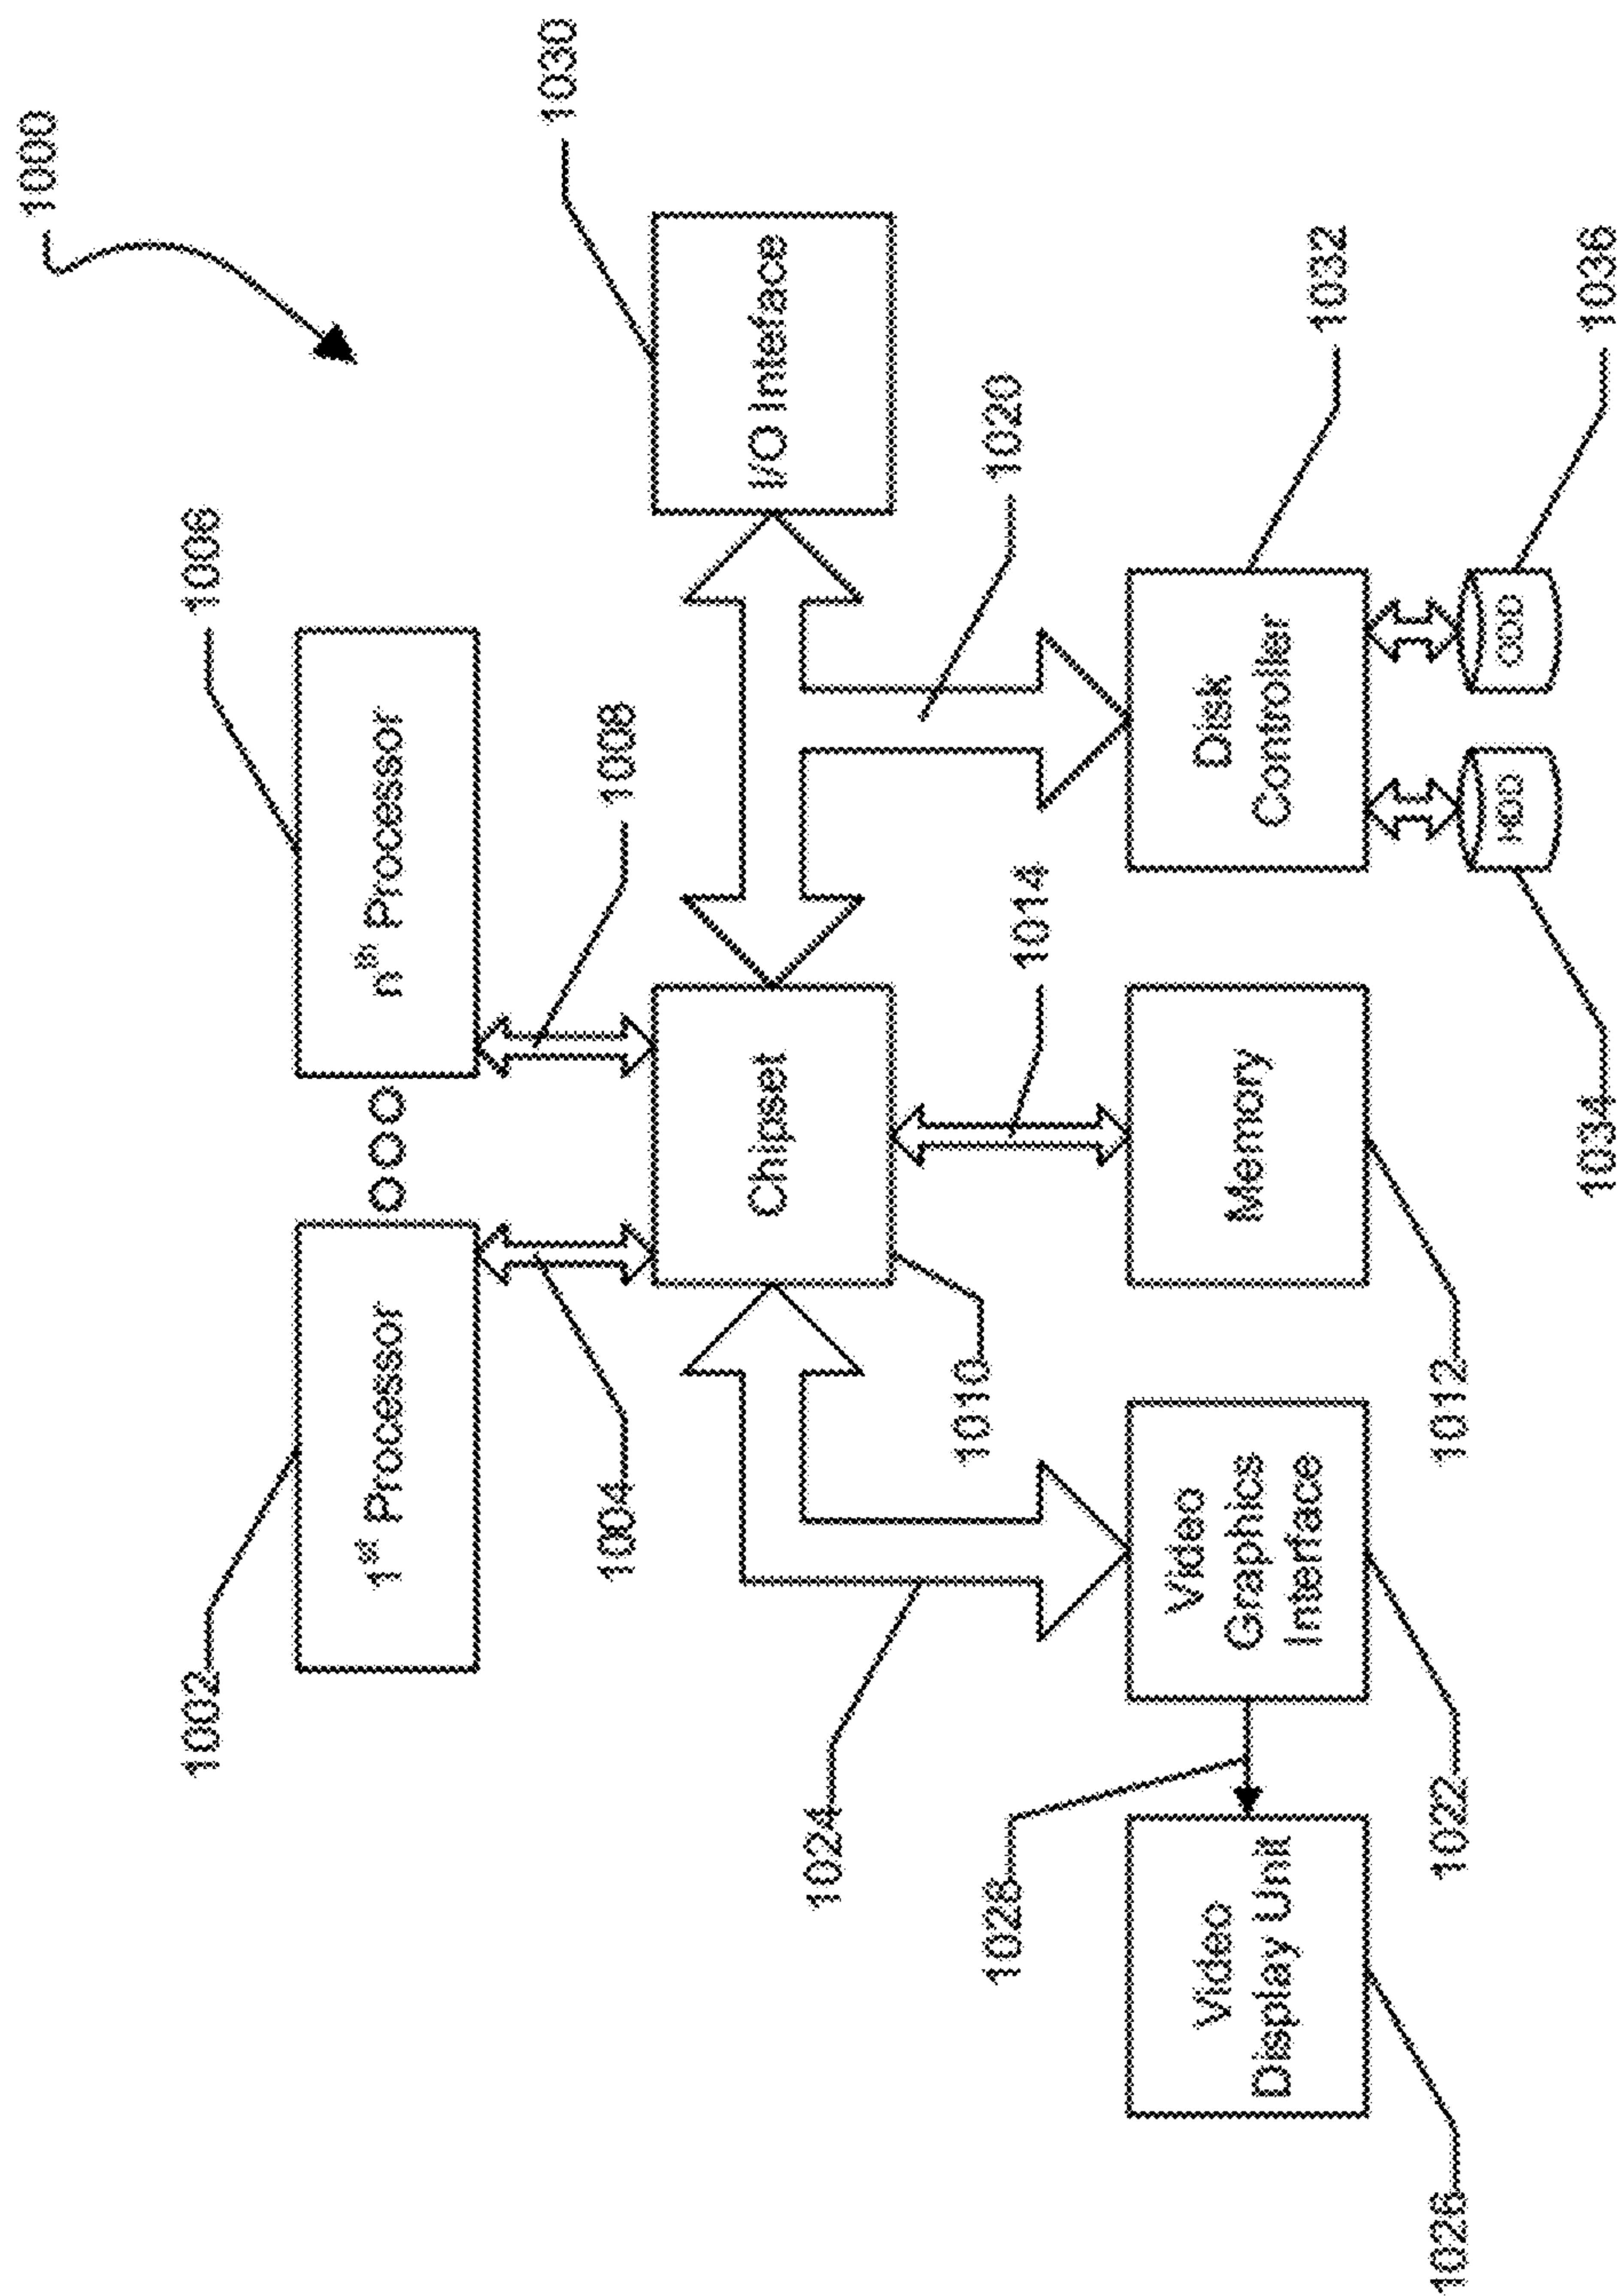 1000
1002
1006
1st Processor
nth Processor
1030
1004
1008
Chipset
I/O Inteface
1024
1010
1028
1020
1014
Video
Display Unit
Video
Graphics
Interface
Memory
Disk
Controller
1032
1026
1022
1012
HDD
ODD
1034
1036